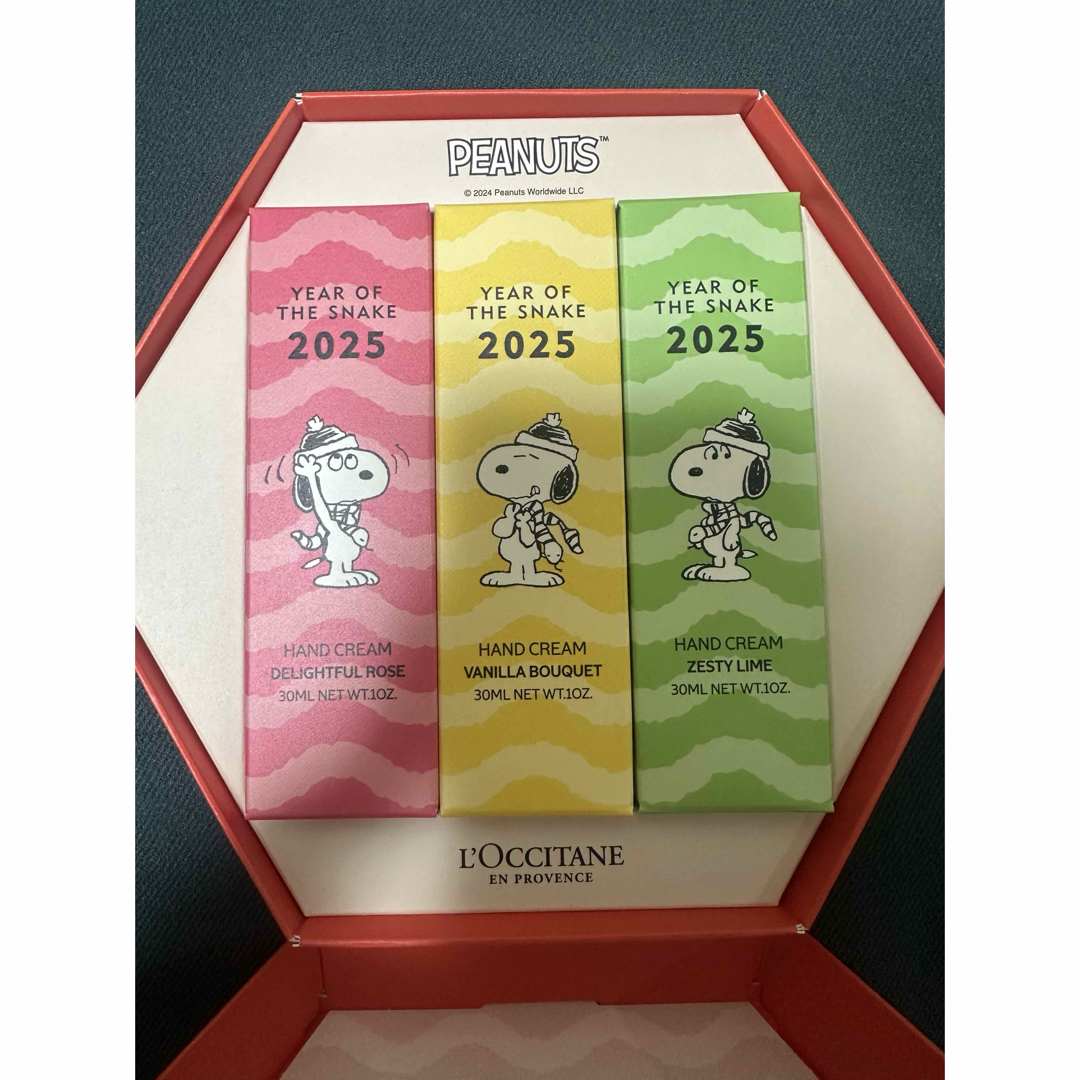 PEANUTS™
© 2024 Peanuts Worldwide LLC
YEAR OF
THE SNAKE
2025
HAND CREAM
DELIGHTFUL ROSE
30ML NET WT.1OZ.
YEAR OF
THE SNAKE
2025
HAND CREAM
VANILLA BOUQUET
30ML NET WT.1OZ.
YEAR OF
THE SNAKE
2025
HAND CREAM
ZESTY LIME
30ML NET WT.1OZ.
L'OCCITANE
EN PROVENCE